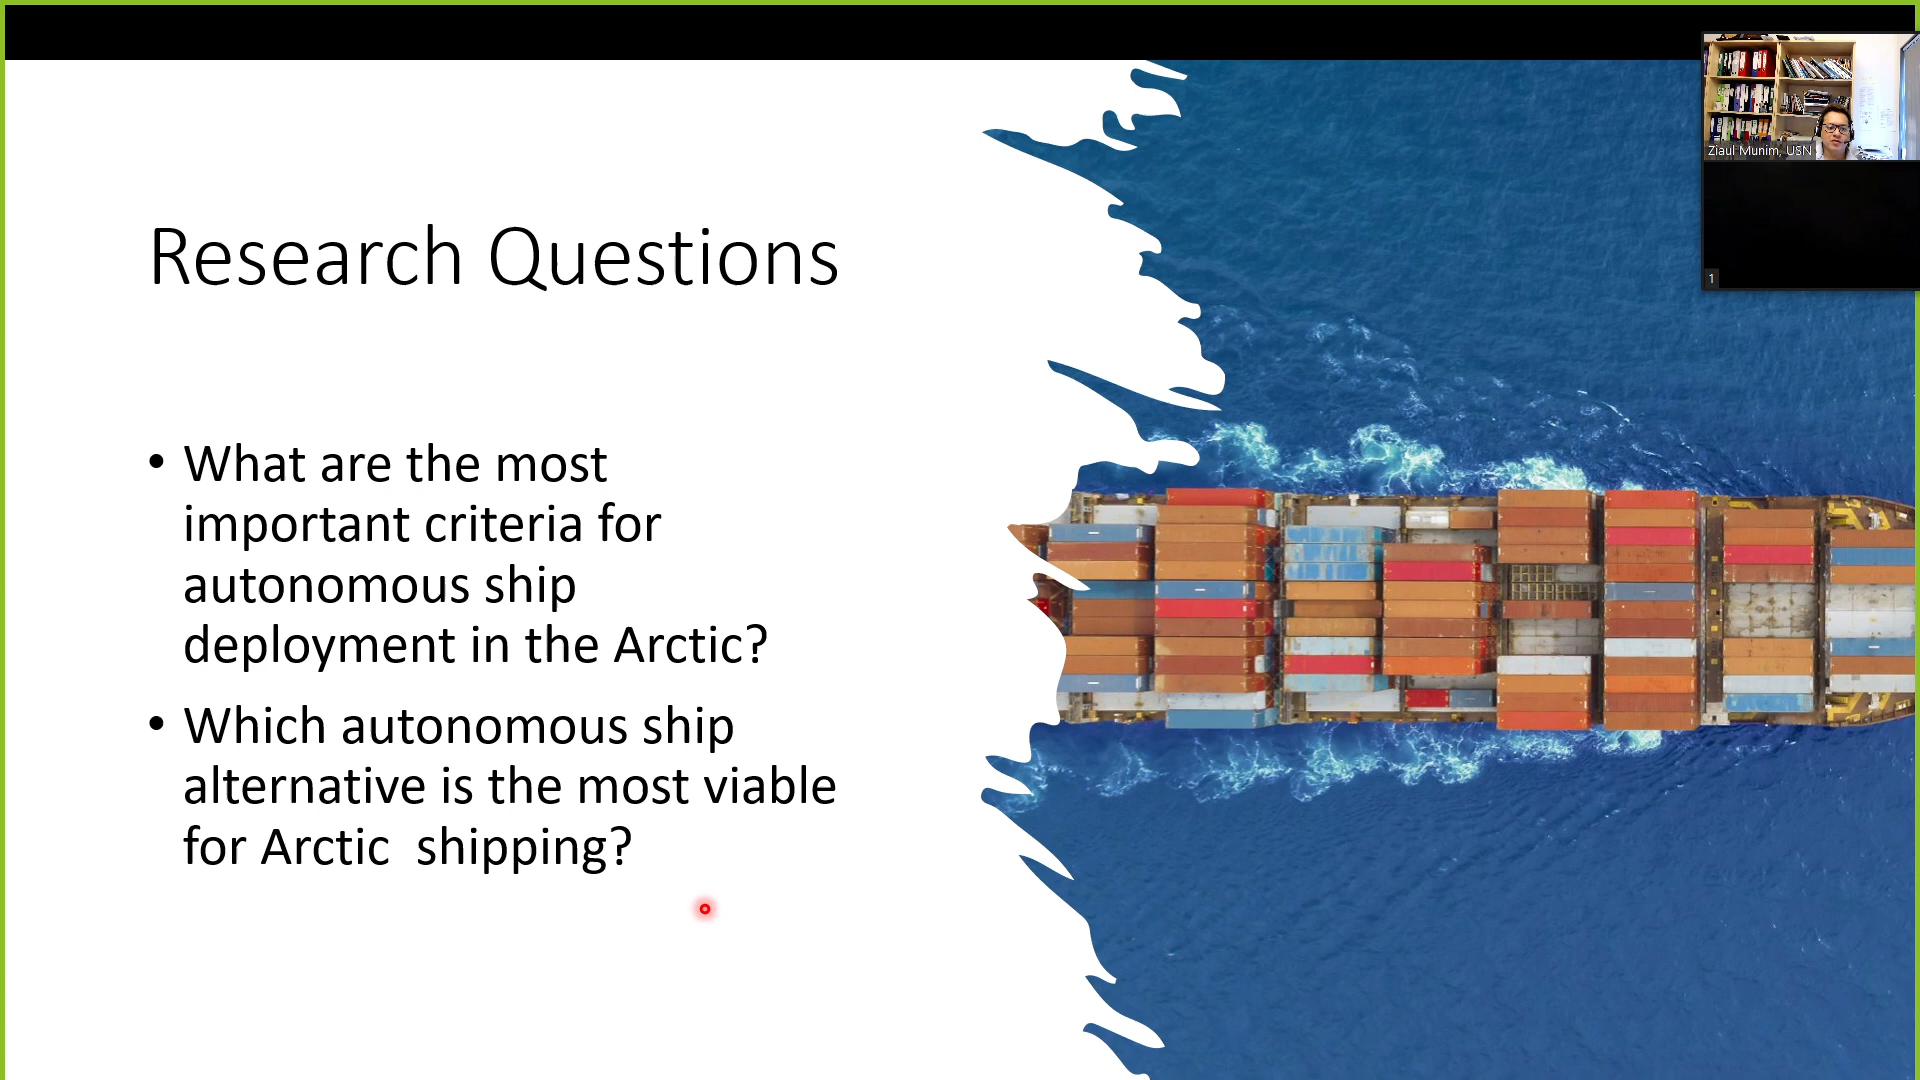 Ziaul Munim, USN
1
Research Questions
• What are the most
important criteria for
autonomous ship
deployment in the Arctic?
• Which autonomous ship
alternative is the most viable
for Arctic  shipping?